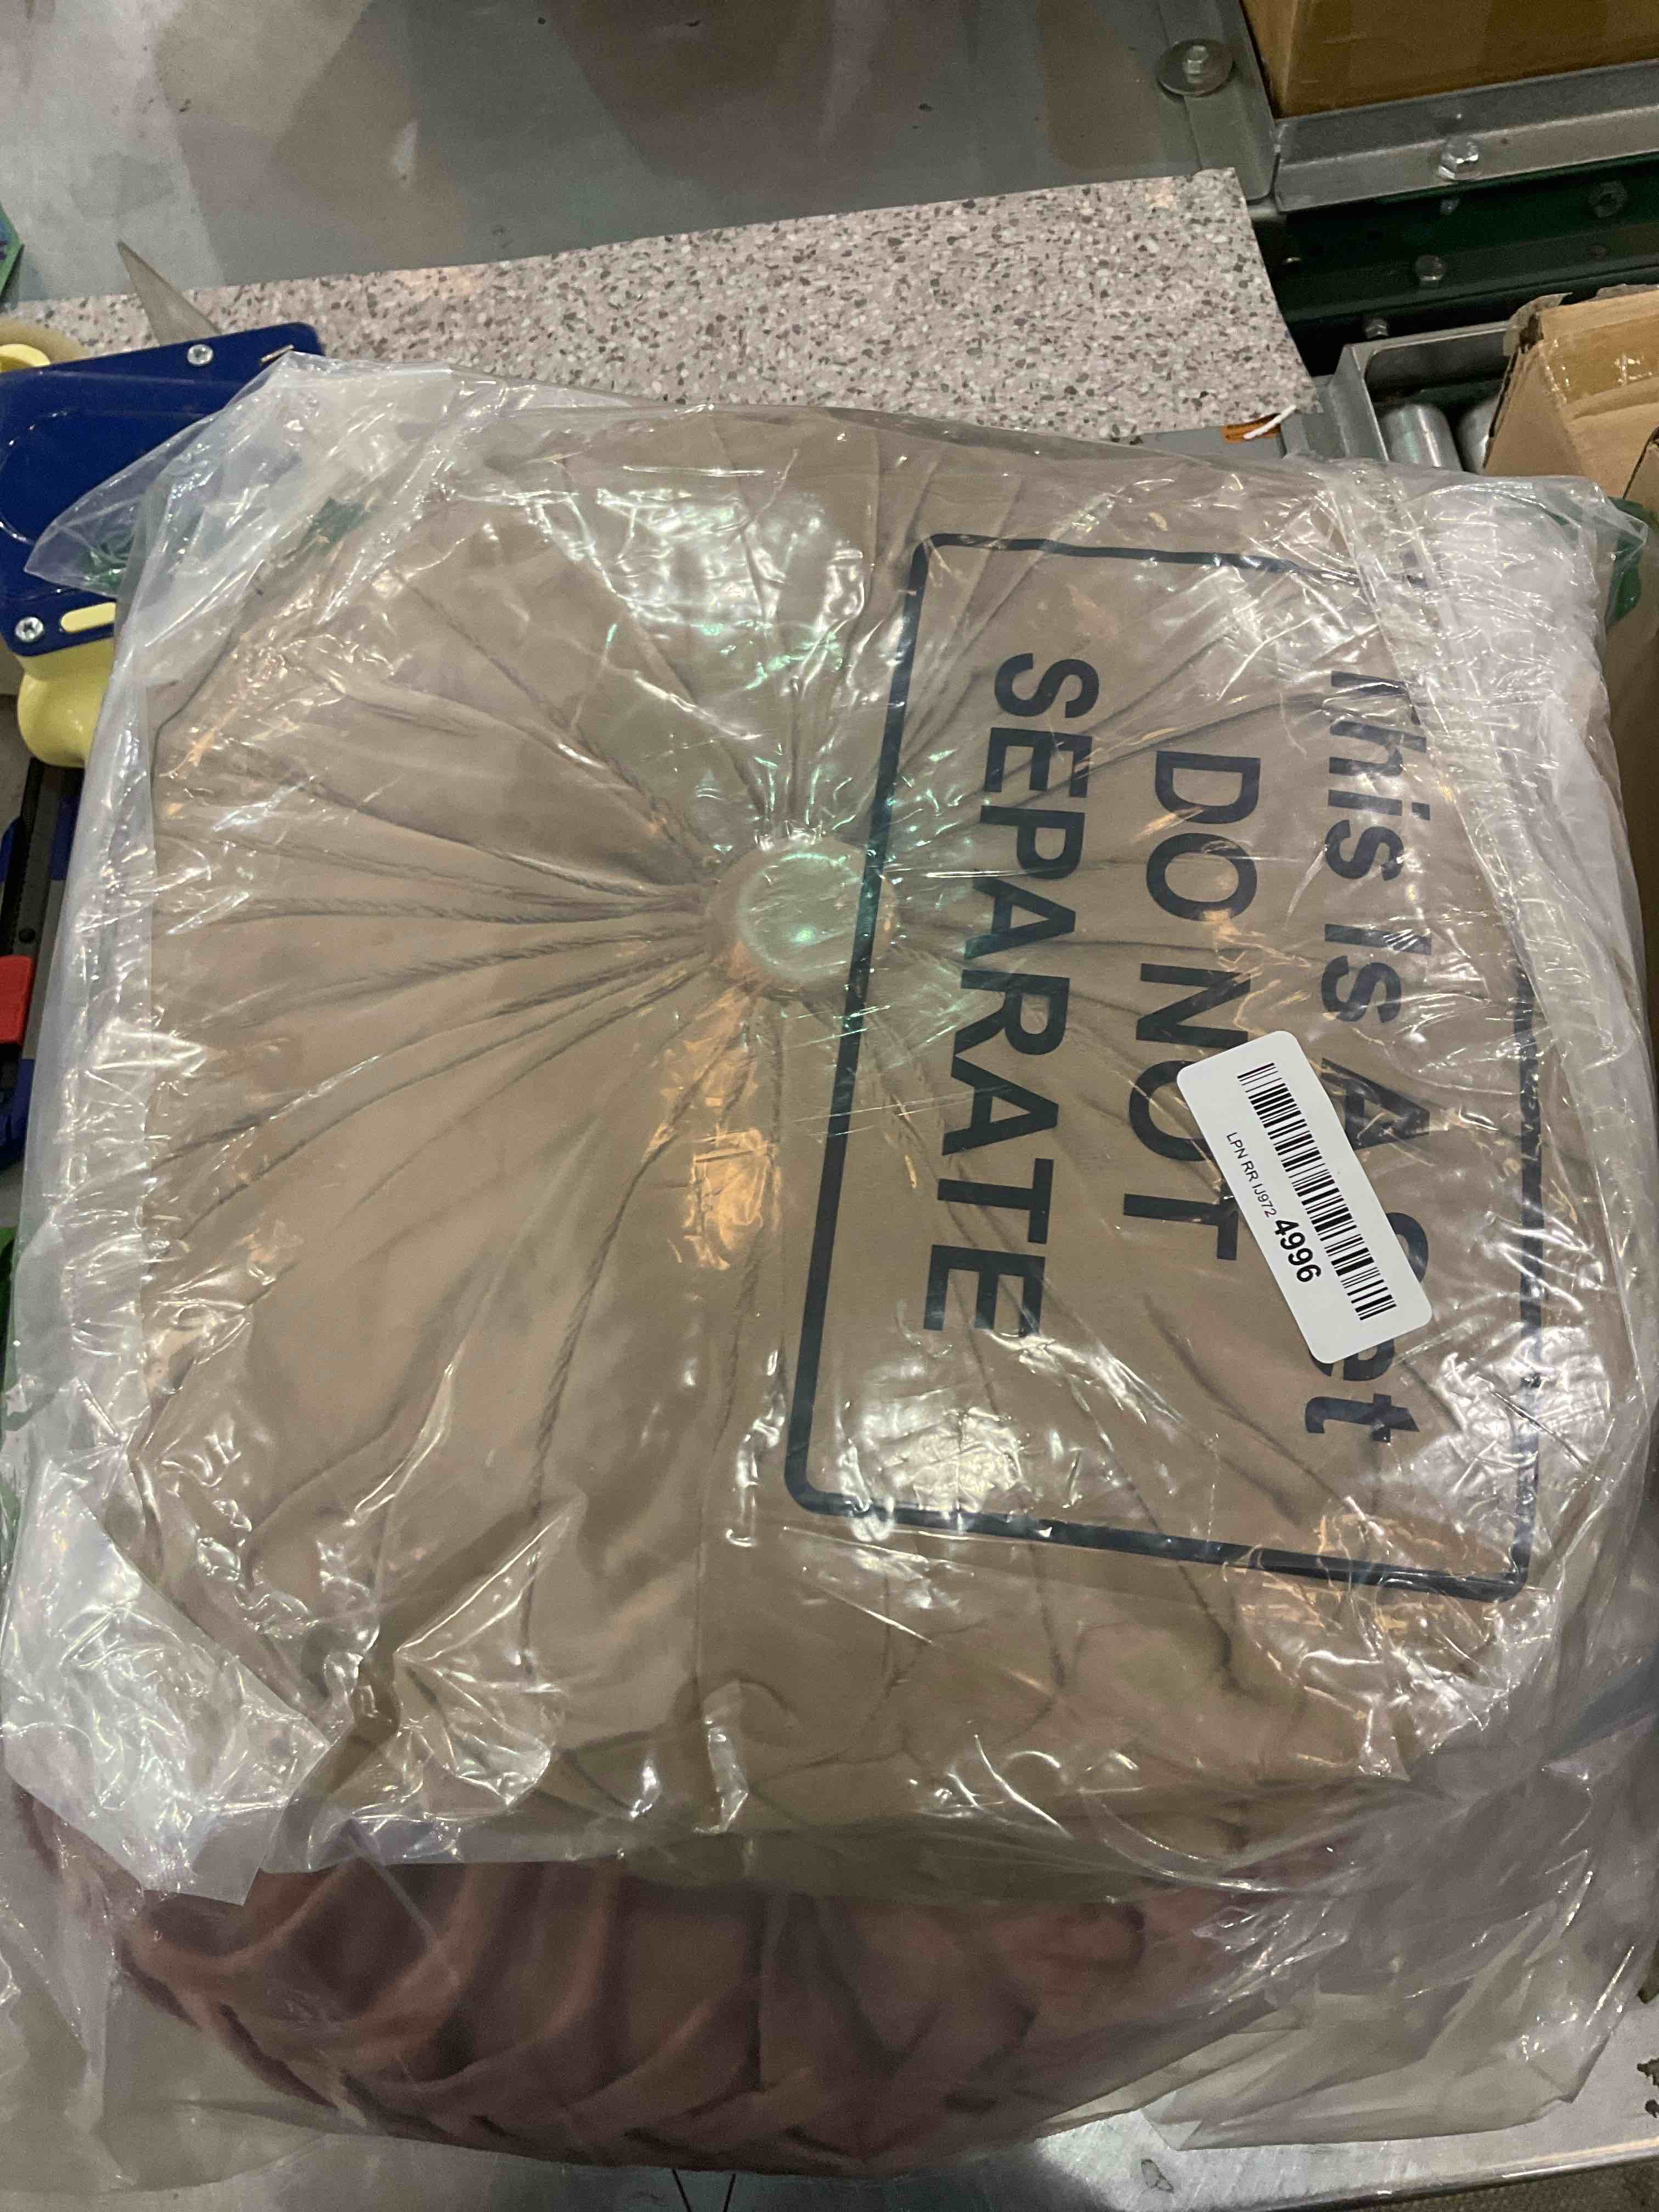 This Is A Set
DO NOT
SEPARATE
LPN RR IJ972 4996